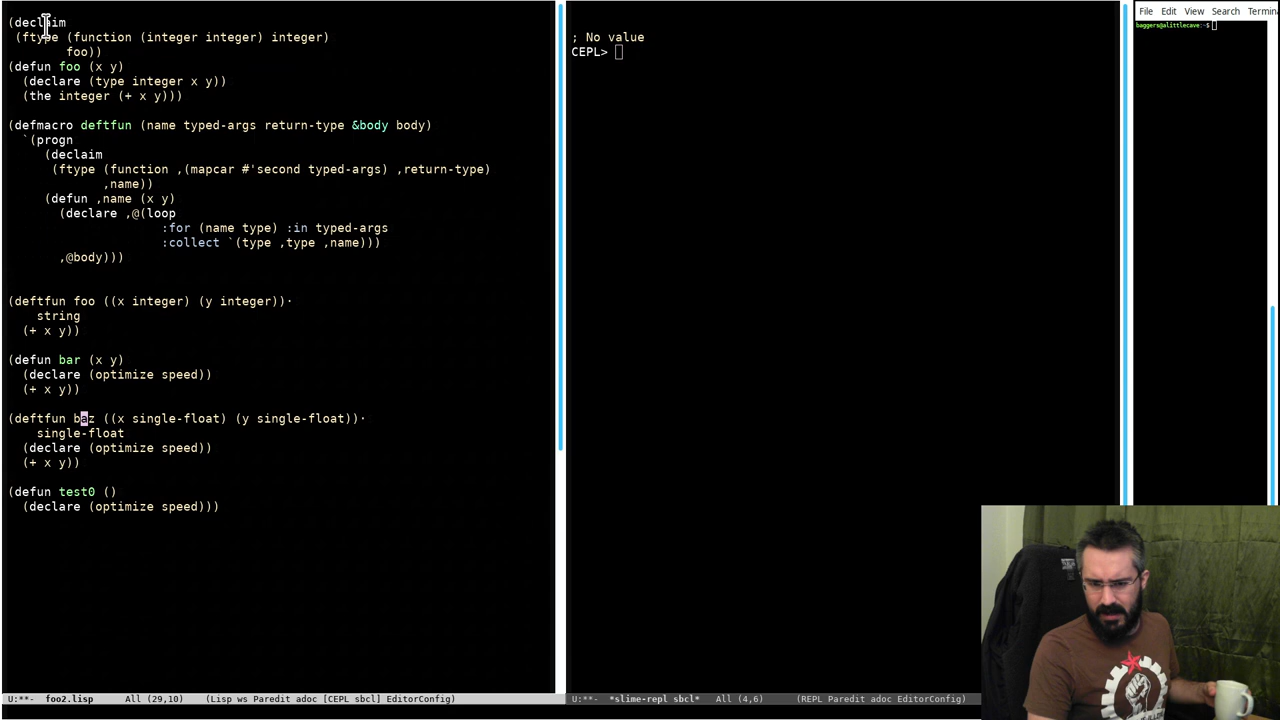 (declaim
(ftype (function (integer integer) integer)
foo))
(defun foo (x y)
(declare (type integer x y))
(the integer (+ x y)))
(defmacro deftfun (name typed-args return-type &body body)
`(progn
(declaim
(ftype (function ,(mapcar #'second typed-args) ,return-type)
,name))
(defun ,name (x y)
(declare ,@(loop
:for (name type) :in typed-args
:collect `(type ,type ,name)))
,@body)))
(deftfun foo ((x integer) (y integer))·
string
(+ x y))
(defun bar (x y)
(declare (optimize speed))
(+ x y))
(deftfun baz ((x single-float) (y single-float))·
single-float
(declare (optimize speed))
(+ x y))
(defun test0 ()
(declare (optimize speed)))
U:**- foo2.lisp All (29,10) (Lisp ws Paredit adoc [CEPL sbcl] EditorConfig)
; No value
CEPL>
U:**- *slime-repl sbcl* All (4,6) (REPL Paredit adoc EditorConfig)
File Edit View Search Termin
baggers@alittlecave:~$